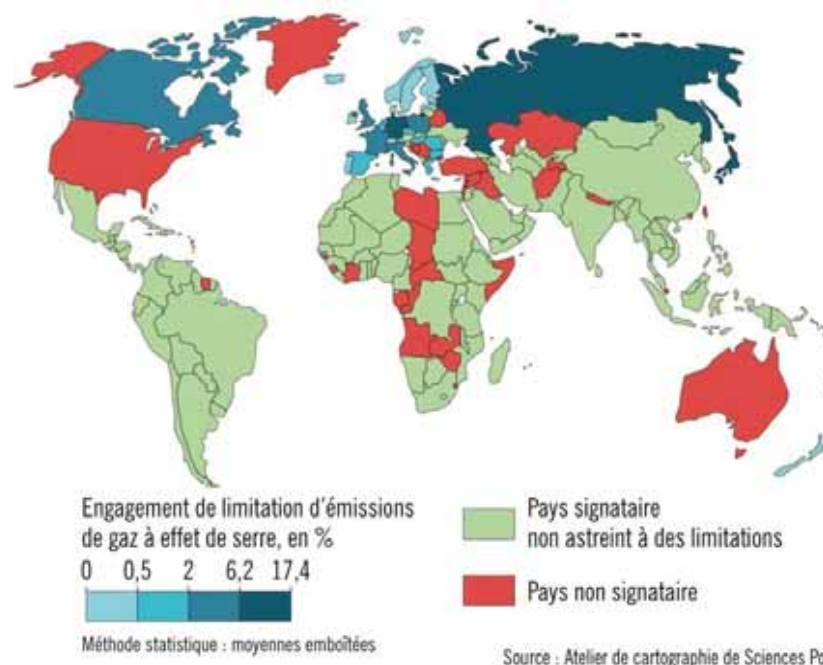 Engagement de limitation d'émissions
de gaz à effet de serre, en %
0 0,5 2 6,2 17,4
Méthode statistique : moyennes emboîtées
Pays signataire
non astreint à des limitations
Pays non signataire
Source : Atelier de cartographie de Sciences Po